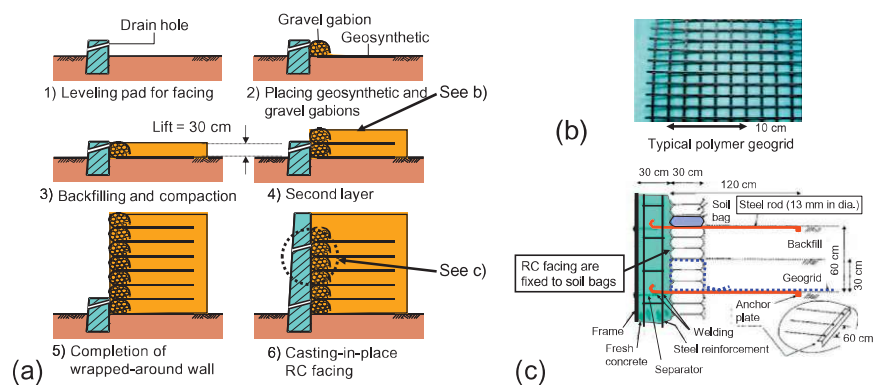 Drain hole
1) Leveling pad for facing
Gravel gabion
Geosynthetic
2) Placing geosynthetic and
gravel gabions
See b)
Lift = 30 cm
3) Backfilling and compaction
4) Second layer
5) Completion of
wrapped-around wall
See c)
6) Casting-in-place
RC facing
(a)
(b)
10 cm
Typical polymer geogrid
30 cm 30 cm
120 cm
Soil
bag
Steel rod (13 mm in dia.)
Backfill
60 cm
RC facing are
fixed to soil bags
Geogrid
30 cm
Anchor
plate
Welding
Frame
Steel reinforcement
Fresh
concrete
Separator
60 cm
(c)